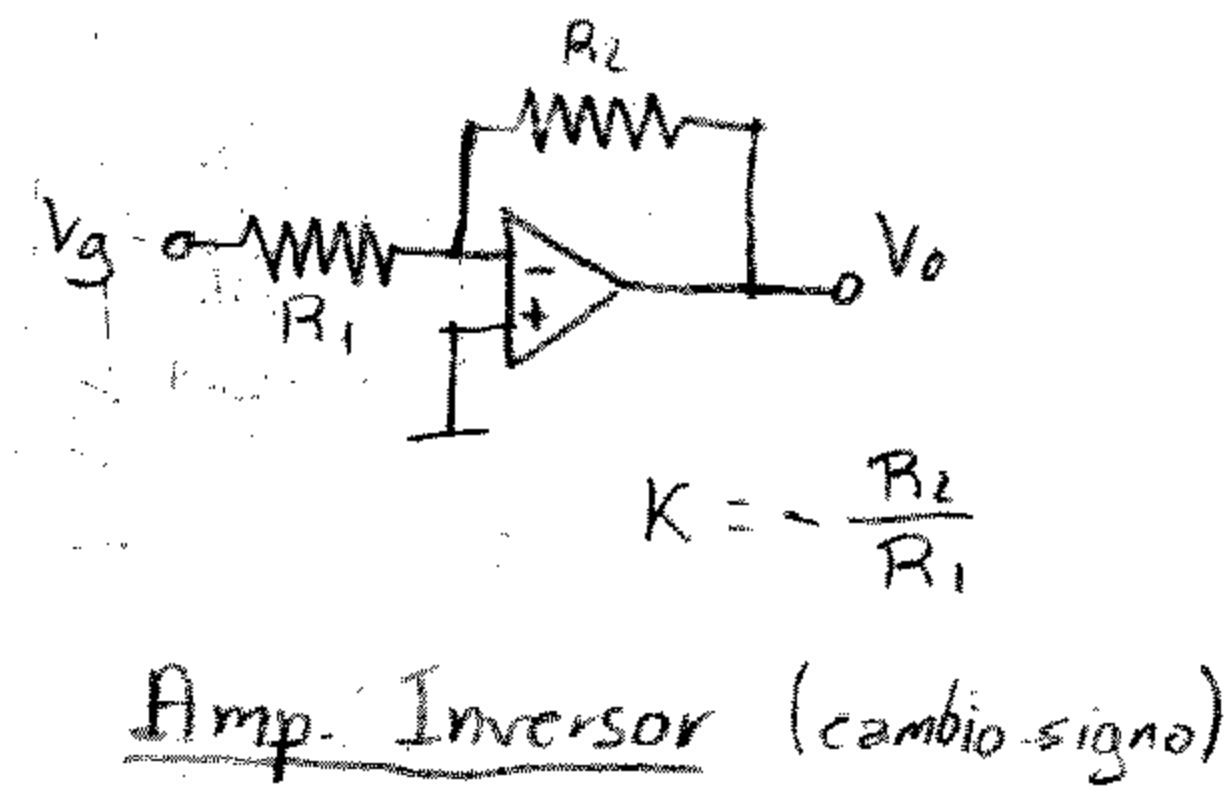 R2
Vg
R1
-
+
Vo
K = - R2/R1
Amp. Inversor (cambio signo)